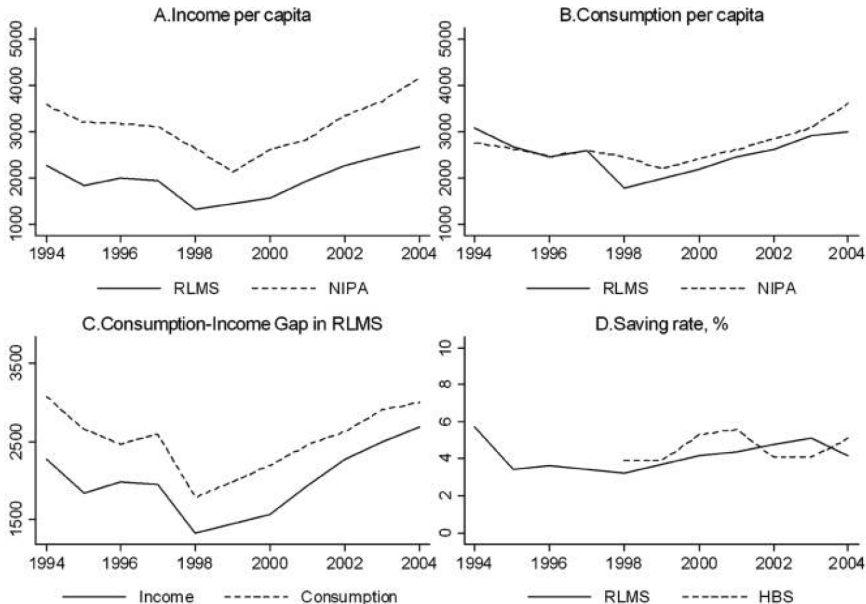 A.Income per capita
5000
4000
3000
2000
1000
1994 1996 1998 2000 2002 2004
RLMS NIPA
B.Consumption per capita
5000
4000
3000
2000
1000
1994 1996 1998 2000 2002 2004
RLMS NIPA
C.Consumption-Income Gap in RLMS
3500
2500
1500
1994 1996 1998 2000 2002 2004
Income Consumption
D.Saving rate, %
10
8
6
4
2
0
1994 1996 1998 2000 2002 2004
RLMS HBS